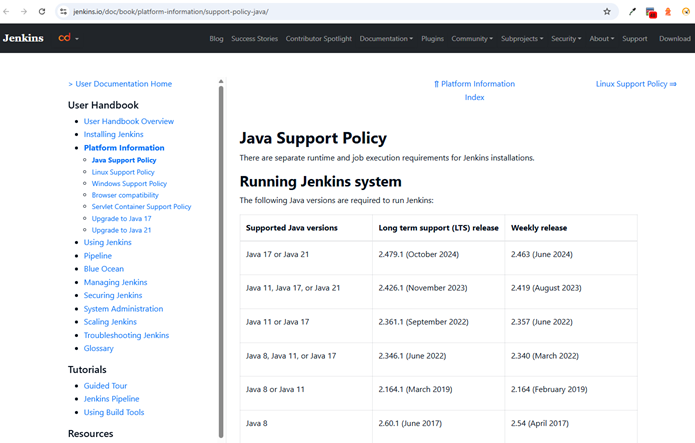 jenkins.io/doc/book/platform-information/support-policy-java/
Jenkins
cd
Blog Success Stories Contributor Spotlight Documentation Plugins Community Subprojects Security About Support Download
> User Documentation Home
⇑ Platform Information
Index
Linux Support Policy ⇒
User Handbook
User Handbook Overview
Installing Jenkins
Platform Information
Java Support Policy
Linux Support Policy
Windows Support Policy
Browser compatibility
Servlet Container Support Policy
Upgrade to Java 17
Upgrade to Java 21
Using Jenkins
Pipeline
Blue Ocean
Managing Jenkins
Securing Jenkins
System Administration
Scaling Jenkins
Troubleshooting Jenkins
Glossary
Tutorials
Guided Tour
Jenkins Pipeline
Using Build Tools
Resources
Java Support Policy
There are separate runtime and job execution requirements for Jenkins installations.
Running Jenkins system
The following Java versions are required to run Jenkins:
Supported Java versions Long term support (LTS) release Weekly release
Java 17 or Java 21 2.479.1 (October 2024) 2.463 (June 2024)
Java 11, Java 17, or Java 21 2.426.1 (November 2023) 2.419 (August 2023)
Java 11 or Java 17 2.361.1 (September 2022) 2.357 (June 2022)
Java 8, Java 11, or Java 17 2.346.1 (June 2022) 2.340 (March 2022)
Java 8 or Java 11 2.164.1 (March 2019) 2.164 (February 2019)
Java 8 2.60.1 (June 2017) 2.54 (April 2017)